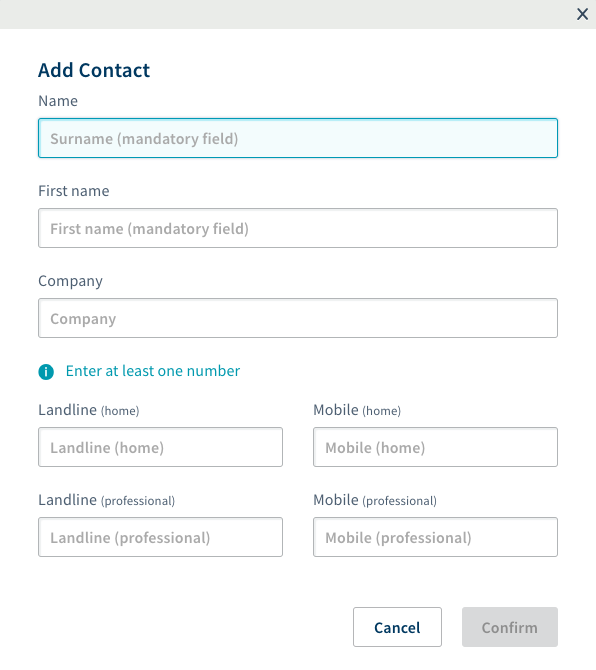 Add Contact
Name
Surname (mandatory field)
First name
First name (mandatory field)
Company
Company
Enter at least one number
Landline (home) Mobile (home)
Landline (home) Mobile (home)
Landline (professional) Mobile (professional)
Landline (professional) Mobile (professional)
Cancel Confirm